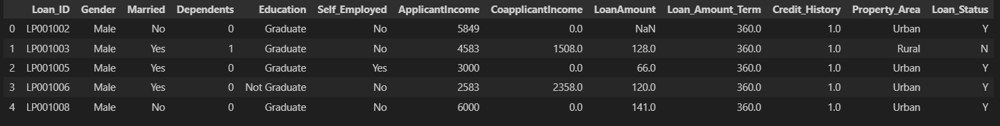 Loan_ID Gender Married Dependents Education Self_Employed ApplicantIncome CoapplicantIncome LoanAmount Loan_Amount_Term Credit_History Property_Area Loan_Status
0 LP001002 Male No 0 Graduate No 5849 0.0 NaN 360.0 1.0 Urban Y
1 LP001003 Male Yes 1 Graduate No 4583 1508.0 128.0 360.0 1.0 Rural N
2 LP001005 Male Yes 0 Graduate Yes 3000 0.0 66.0 360.0 1.0 Urban Y
3 LP001006 Male Yes 0 Not Graduate No 2583 2358.0 120.0 360.0 1.0 Urban Y
4 LP001008 Male No 0 Graduate No 6000 0.0 141.0 360.0 1.0 Urban Y